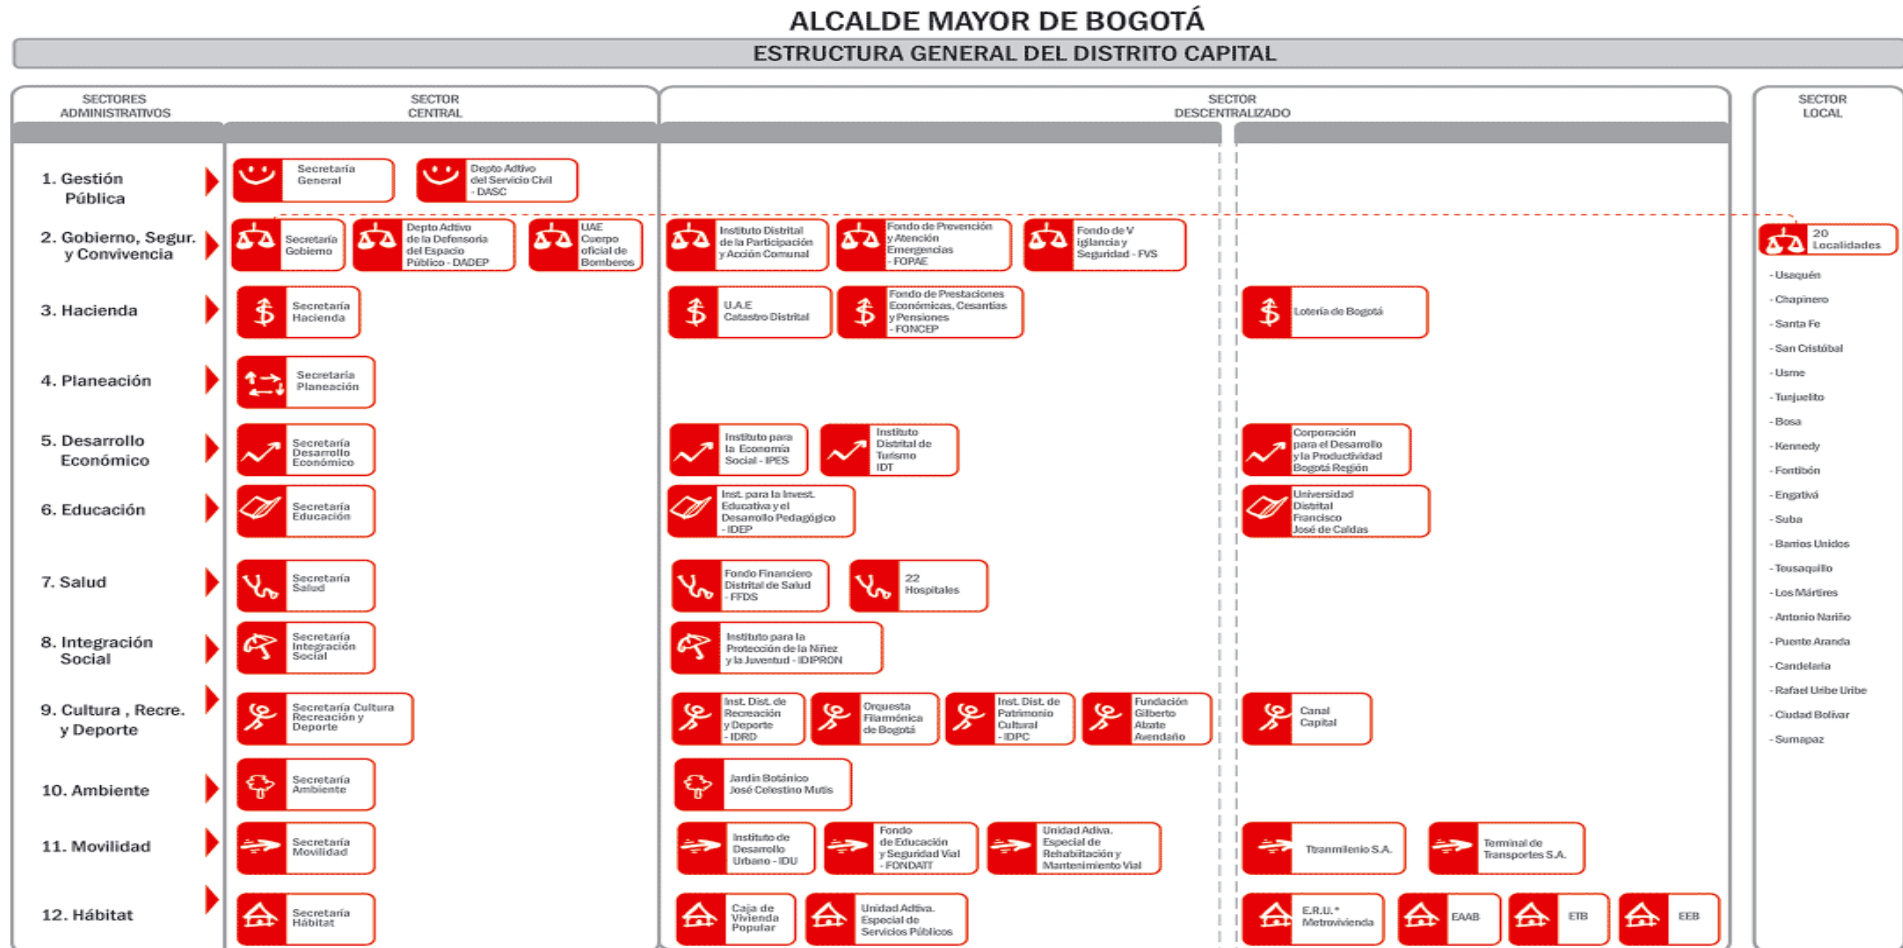 ALCALDE MAYOR DE BOGOTÁ
ESTRUCTURA GENERAL DEL DISTRITO CAPITAL
SECTORES
ADMINISTRATIVOS
SECTOR
CENTRAL
SECTOR
DESCENTRALIZADO
SECTOR
LOCAL
1. Gestión
Pública
Secretaría
General
Depto Adtivo
del Servicio Civil
- DASC
2. Gobierno, Segur.
y Convivencia
Secretaría
Gobierno
Depto Adtivo
de la Defensoría
del Espacio
Público - DADEP
UAE
Cuerpo
oficial de
Bomberos
Instituto Distrital
de la Participación
y Acción Comunal
Fondo de Prevención
y Atención
Emergencias
- FOPAE
Fondo de V
igilancia y
Seguridad - FVS
20
Localidades
3. Hacienda
Secretaría
Hacienda
U.A.E
Catastro Distrital
Fondo de Prestaciones
Económicas, Cesantías
y Pensiones
- FONCEP
Lotería de Bogotá
4. Planeación
Secretaría
Planeación
5. Desarrollo
Económico
Secretaría
Desarrollo
Económico
Instituto para
la Economía
Social - IPES
Instituto
Distrital de
Turismo
IDT
Corporación
para el Desarrollo
y la Productividad
Bogotá Región
6. Educación
Secretaría
Educación
Inst. para la Invest.
Educativa y el
Desarrollo Pedagógico
- IDEP
Universidad
Distrital
Francisco
José de Caldas
7. Salud
Secretaría
Salud
Fondo Financiero
Distrital de Salud
- FFDS
22
Hospitales
8. Integración
Social
Secretaría
Integración
Social
Instituto para la
Protección de la Niñez
y la Juventud - IDIPRON
9. Cultura , Recre.
y Deporte
Secretaría Cultura
Recreación y
Deporte
Inst. Dist. de
Recreación
y Deporte
- IDRD
Orquesta
Filarmónica
de Bogotá
Inst. Dist. de
Patrimonio
Cultural
- IDPC
Fundación
Gilberto
Alzate
Avendaño
Canal
Capital
10. Ambiente
Secretaría
Ambiente
Jardín Botánico
José Celestino Mutis
11. Movilidad
Secretaría
Movilidad
Instituto de
Desarrollo
Urbano - IDU
Fondo
de Educación
y Seguridad Vial
- FONDATT
Unidad Adiva.
Especial de
Rehabilitación y
Mantenimiento Vial
Ttranmilenio S.A.
Terminal de
Transportes S.A.
12. Hábitat
Secretaría
Hábitat
Caja de
Vivienda
Popular
Unidad Adtiva.
Especial de
Servicios Públicos
E.R.U.*
Metrovivienda
EAAB
ETB
EEB
- Usaquén
- Chapinero
- Santa Fe
- San Cristóbal
- Usme
- Tunjuelito
- Bosa
- Kennedy
- Fontibón
- Engativá
- Suba
- Barrios Unidos
- Teusaquillo
- Los Mártires
- Antonio Nariño
- Puente Aranda
- Candelaria
- Rafael Uribe Uribe
- Ciudad Bolívar
- Sumapaz